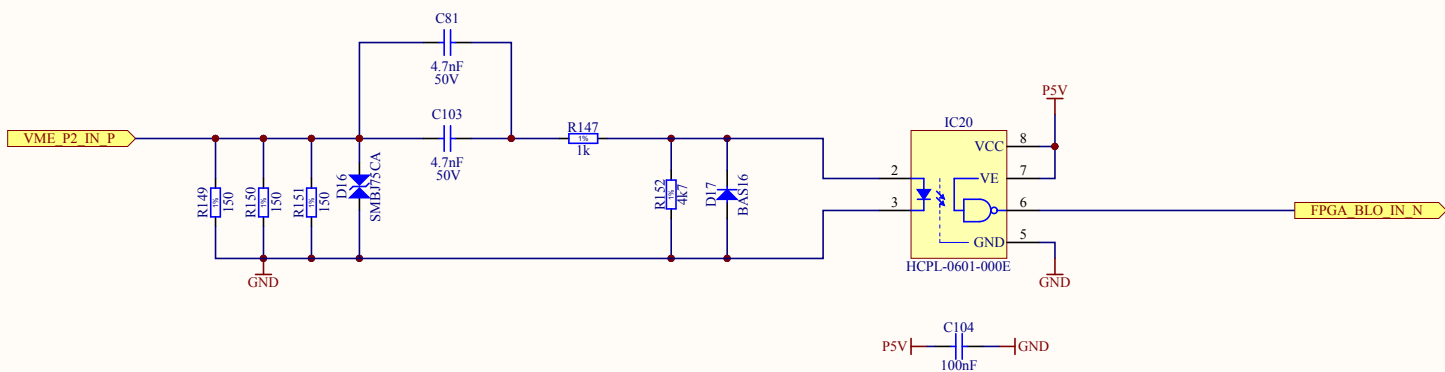 C81
4.7nF
50V
P5V
VME_P2_IN_P
C103
R147
1%
1k
IC20
VCC
8
4.7nF
50V
R149
1%
150
R150
1%
150
R151
1%
150
D16
SMBJ75CA
R152
1%
4k7
D17
BAS16
2
VE
7
3
6
FPGA_BLO_IN_N
GND
5
HCPL-0601-000E
GND
GND
C104
P5V
GND
100nF